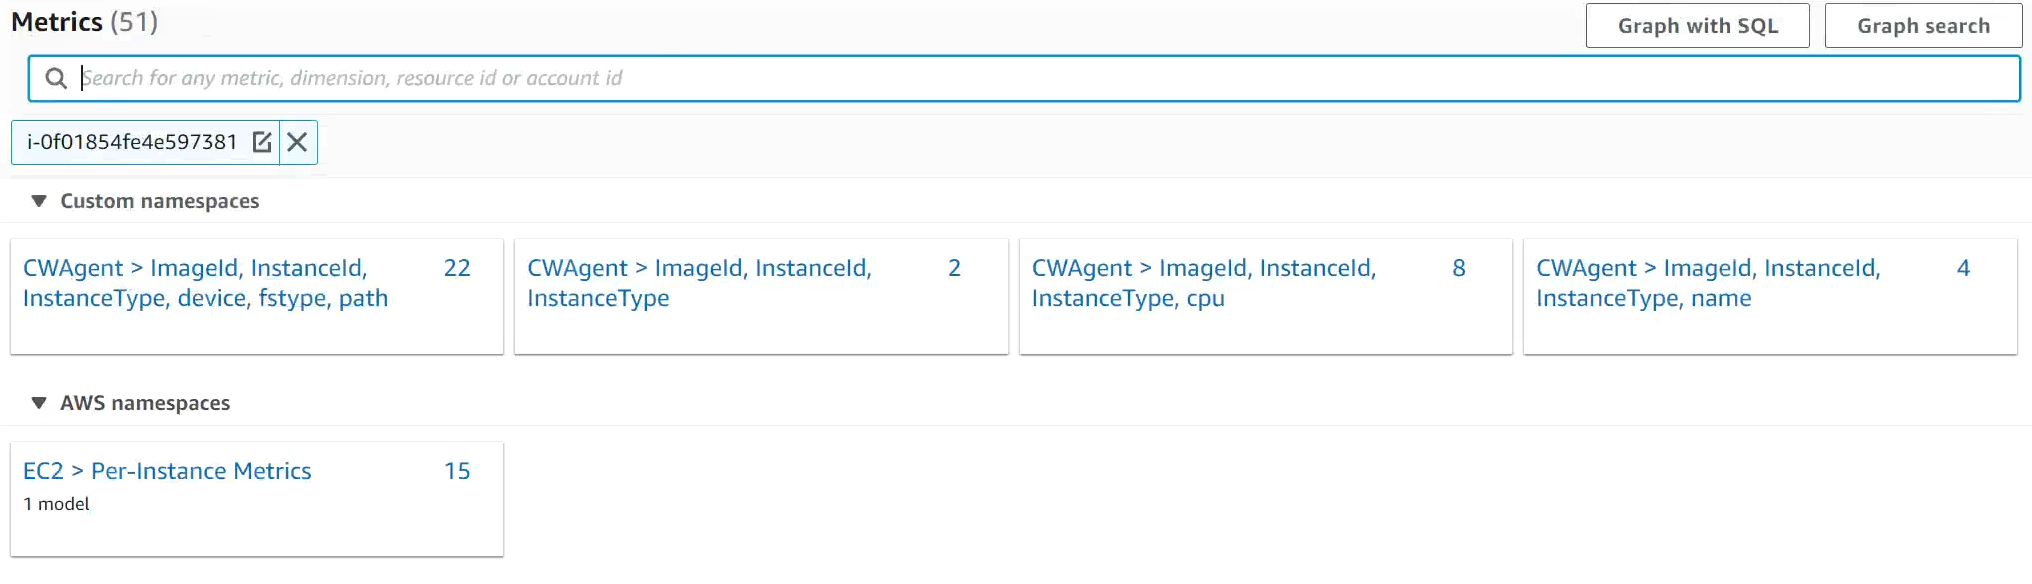 Metrics (51)
Graph with SQL
Graph search
Search for any metric, dimension, resource id or account id
i-0f01854fe4e597381
Custom namespaces
CWAgent > ImageId, InstanceId, 22
InstanceType, device, fstype, path
CWAgent > ImageId, InstanceId, 2
InstanceType
CWAgent > ImageId, InstanceId, 8
InstanceType, cpu
CWAgent > ImageId, InstanceId, 4
InstanceType, name
AWS namespaces
EC2 > Per-Instance Metrics 15
1 model